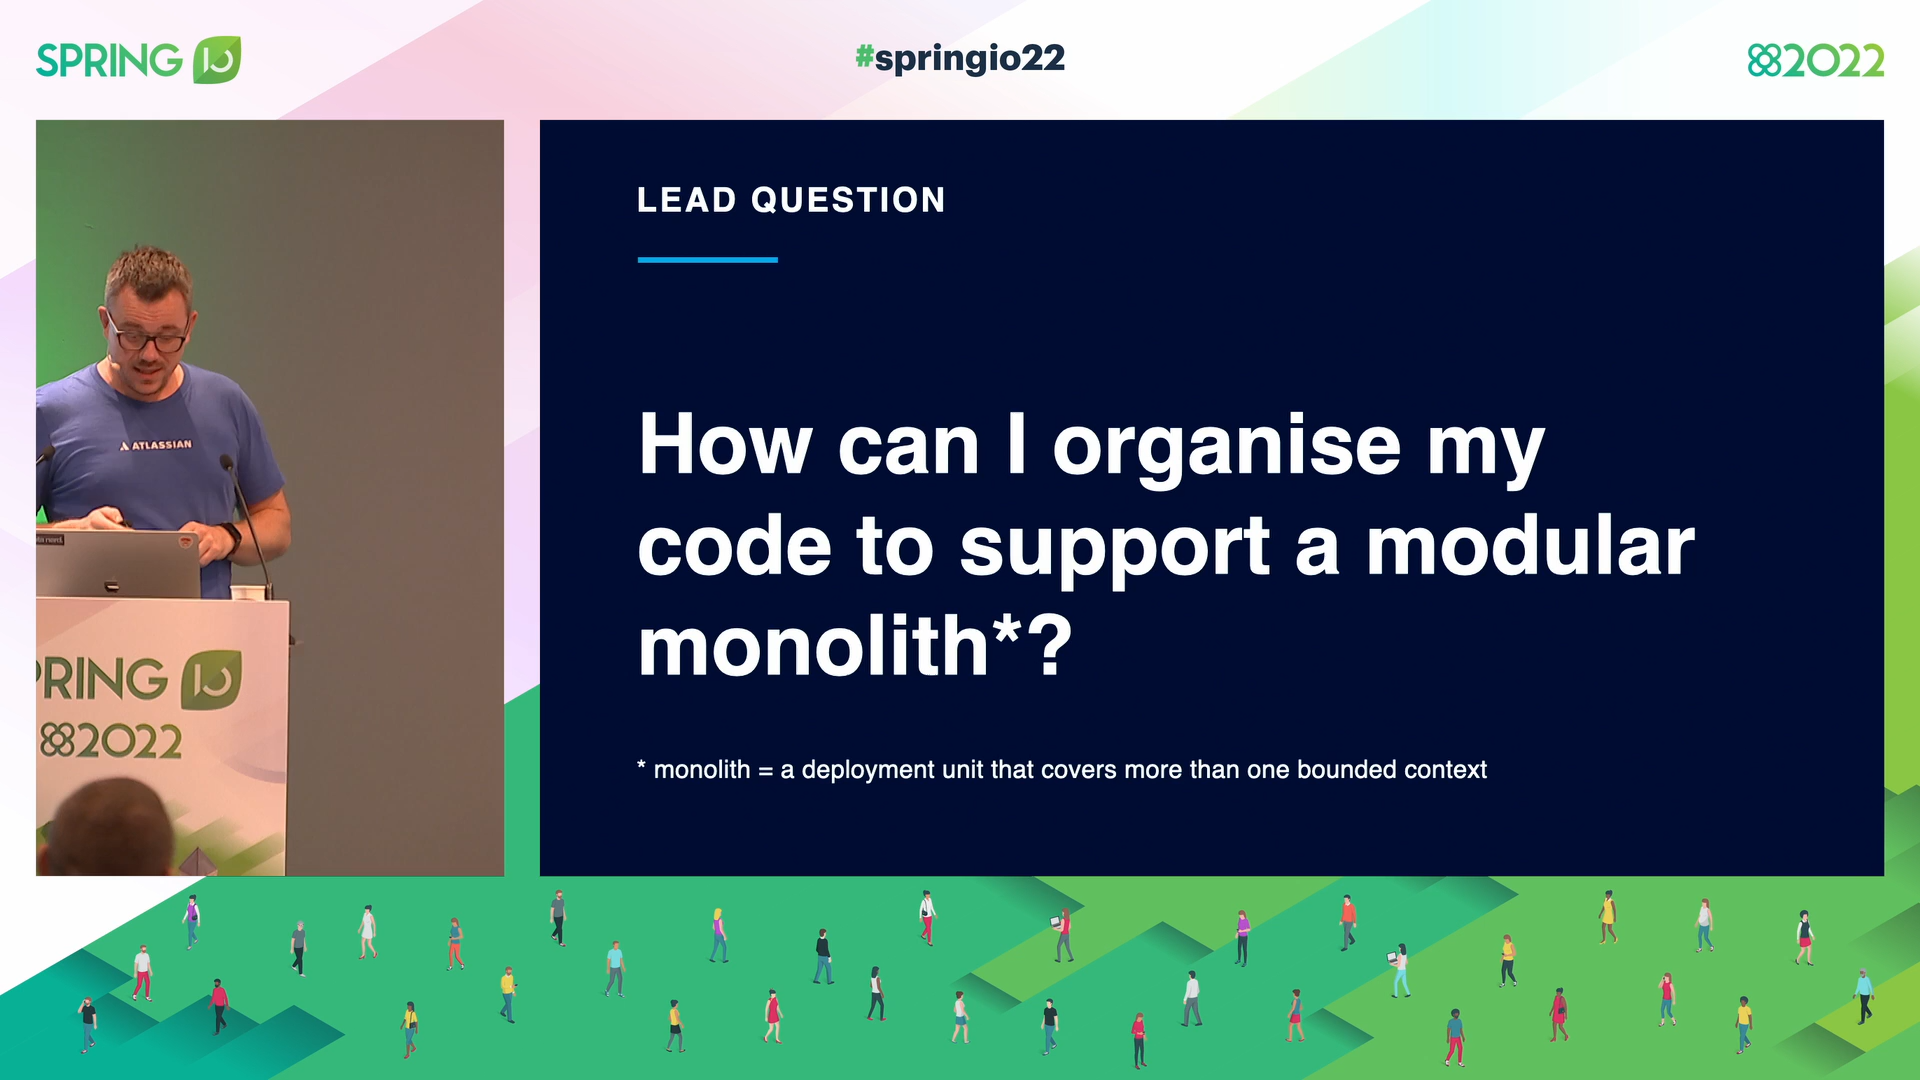 SPRING IO
#springio22
2022
LEAD QUESTION
How can I organise my
code to support a modular
monolith*?
* monolith = a deployment unit that covers more than one bounded context
ATLASSIAN
PRING IO
2022